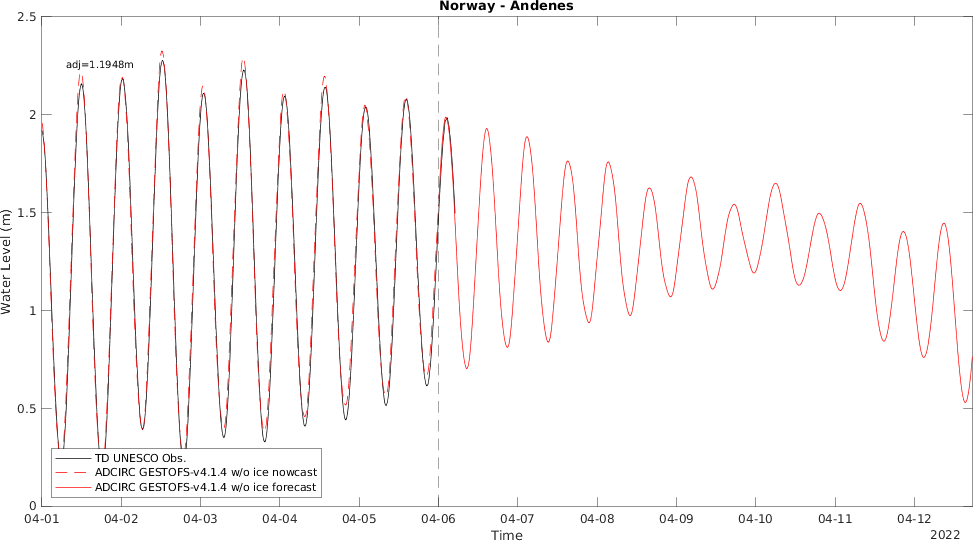 Norway - Andenes
2.5
adj=1.1948m
2
1.5
Water Level (m)
1
0.5
TD UNESCO Obs.
ADCIRC GESTOFS-v4.1.4 w/o ice nowcast
ADCIRC GESTOFS-v4.1.4 w/o ice forecast
0
04-01 04-02 04-03 04-04 04-05 04-06 04-07 04-08 04-09 04-10 04-11 04-12
2022
Time